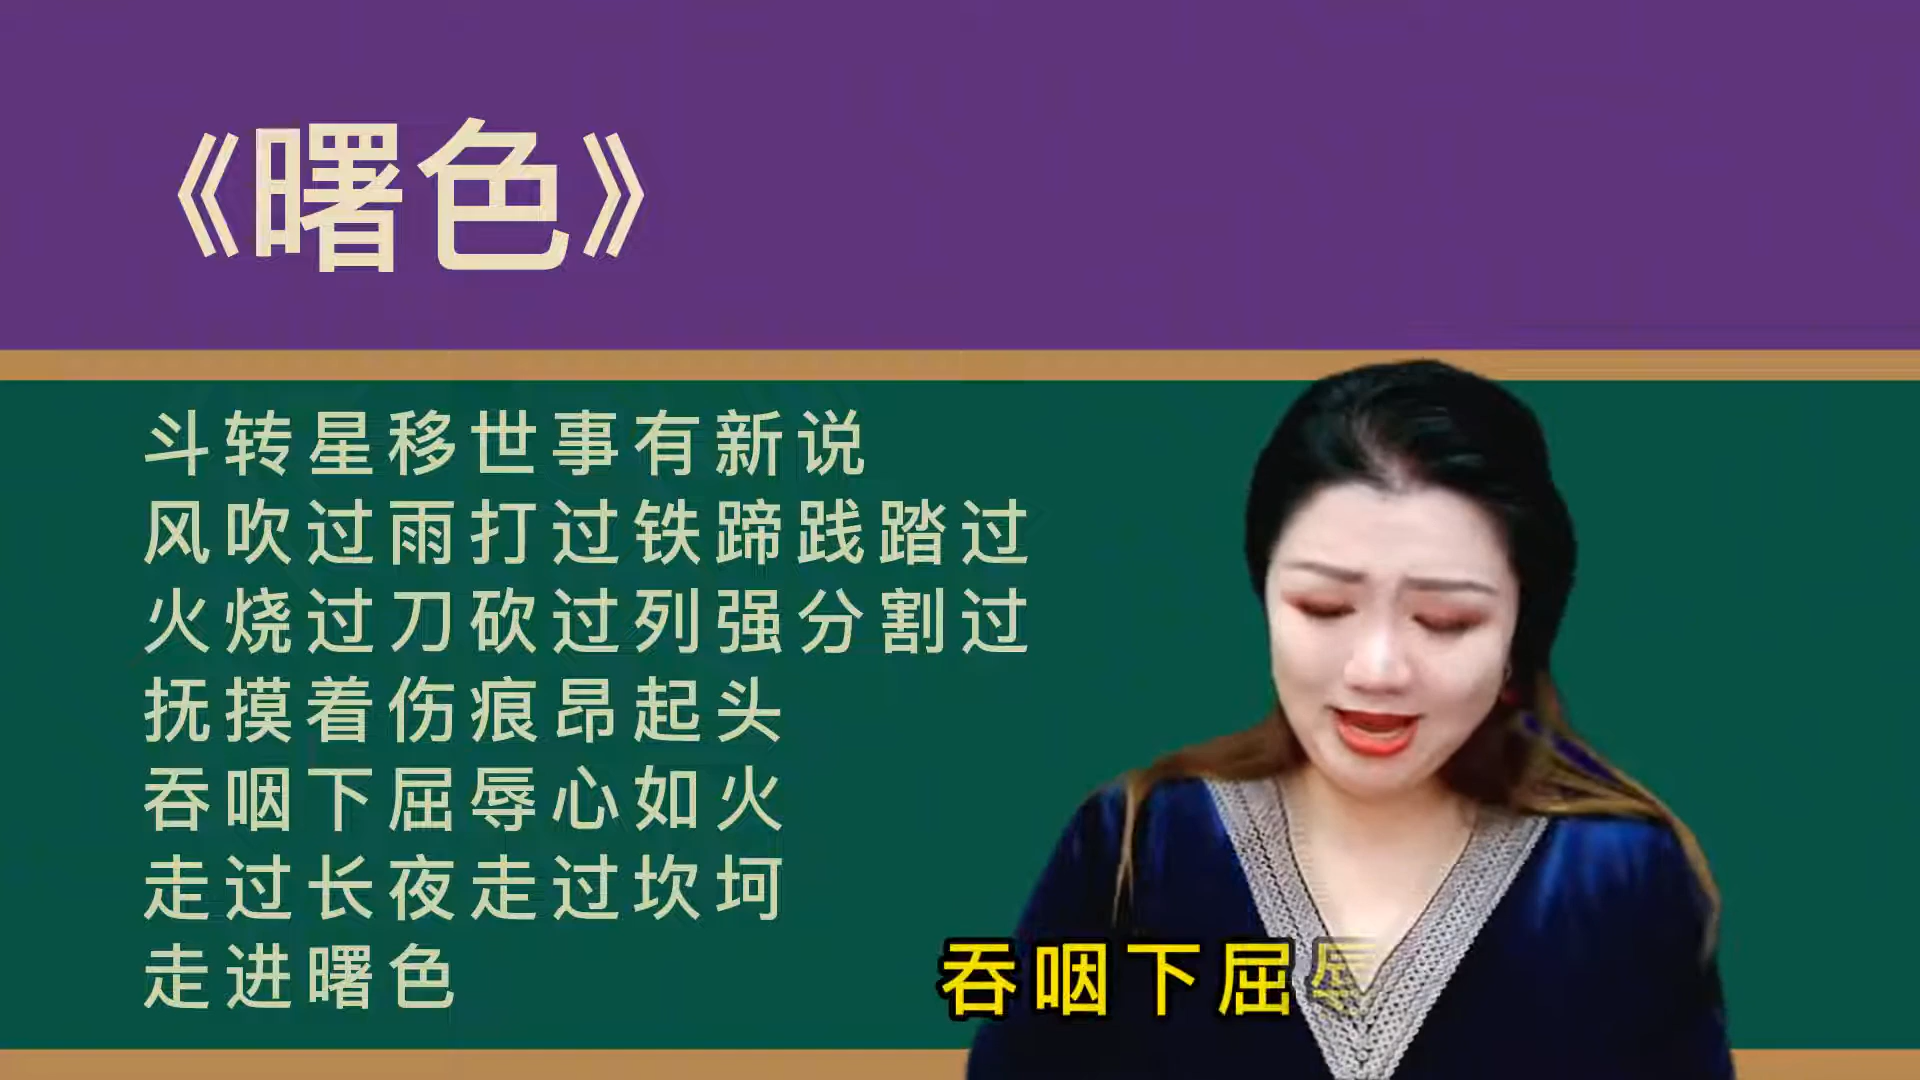 《曙色》
斗转星移世事有新说
风吹过雨打过铁蹄践踏过
火烧过刀砍过列强分割过
抚摸着伤痕昂起头
吞咽下屈辱心如火
走过长夜走过坎坷
走进曙色
吞咽下屈辱